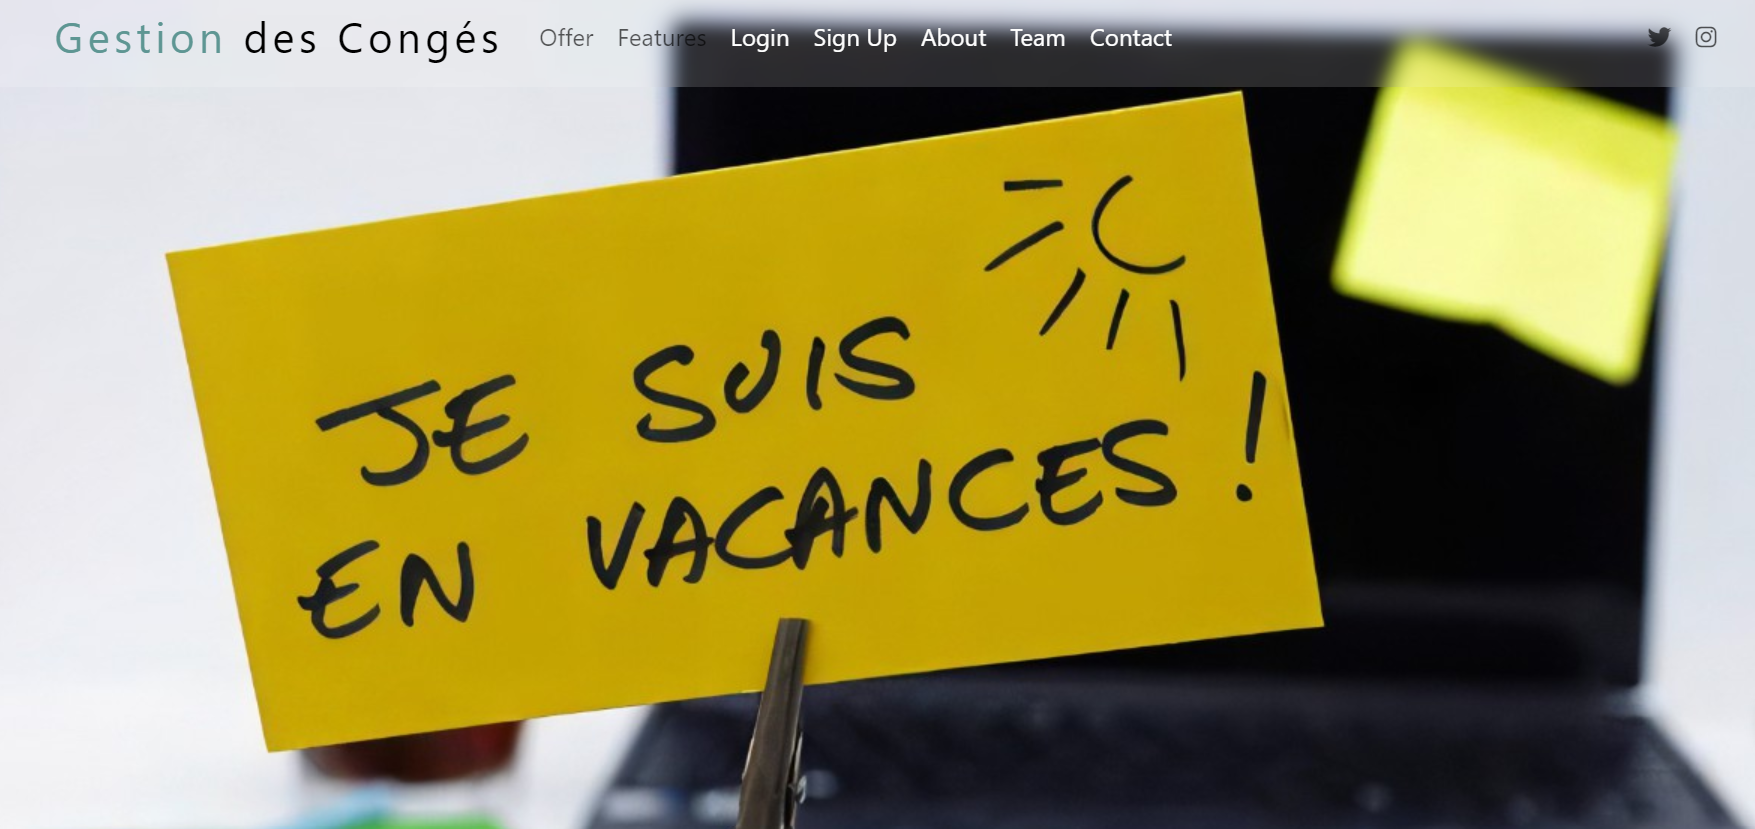 Gestion des Congés Offer Features Login Sign Up About Team Contact
JE SUIS
EN VACANCES !